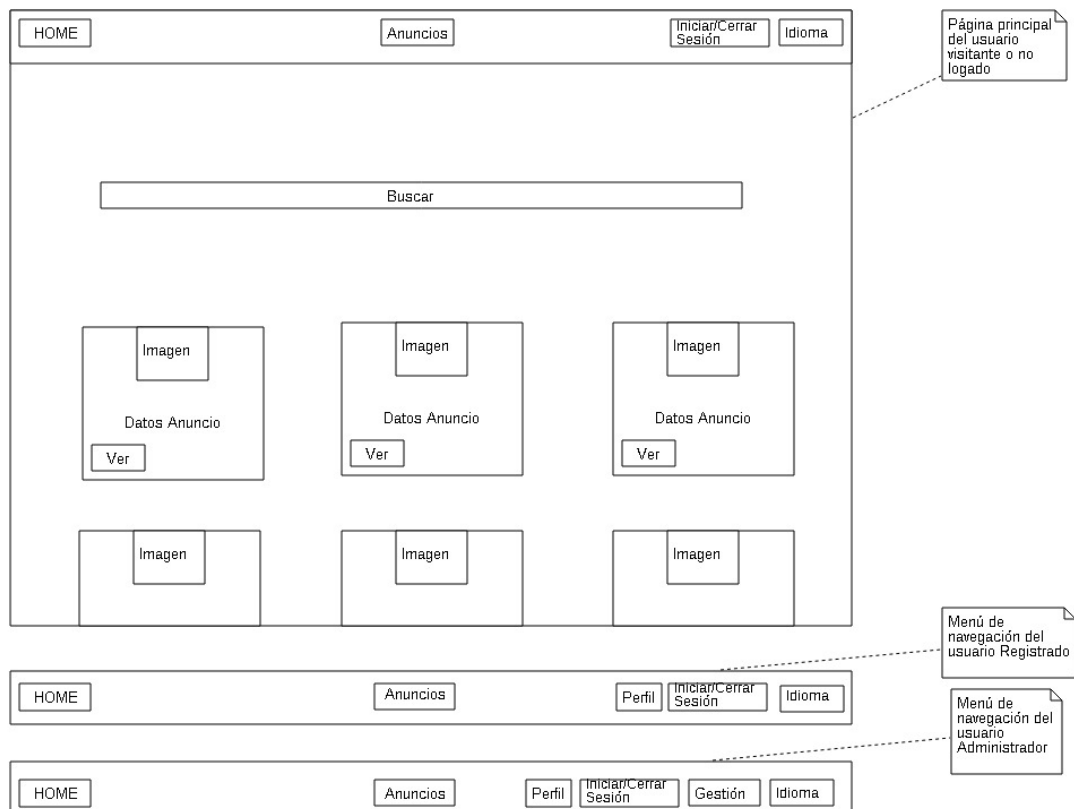 HOME
Anuncios
Iniciar/Cerrar
Sesión
Idioma
Página principal
del usuario
visitante o no
logado
Buscar
Imagen
Imagen
Imagen
Datos Anuncio
Datos Anuncio
Datos Anuncio
Ver
Ver
Ver
Imagen
Imagen
Imagen
Menú de
navegación del
usuario Registrado
HOME
Anuncios
Perfil
Iniciar/Cerrar
Sesión
Idioma
Menú de
navegación del
usuario
Administrador
HOME
Anuncios
Perfil
Iniciar/Cerrar
Sesión
Gestión
Idioma